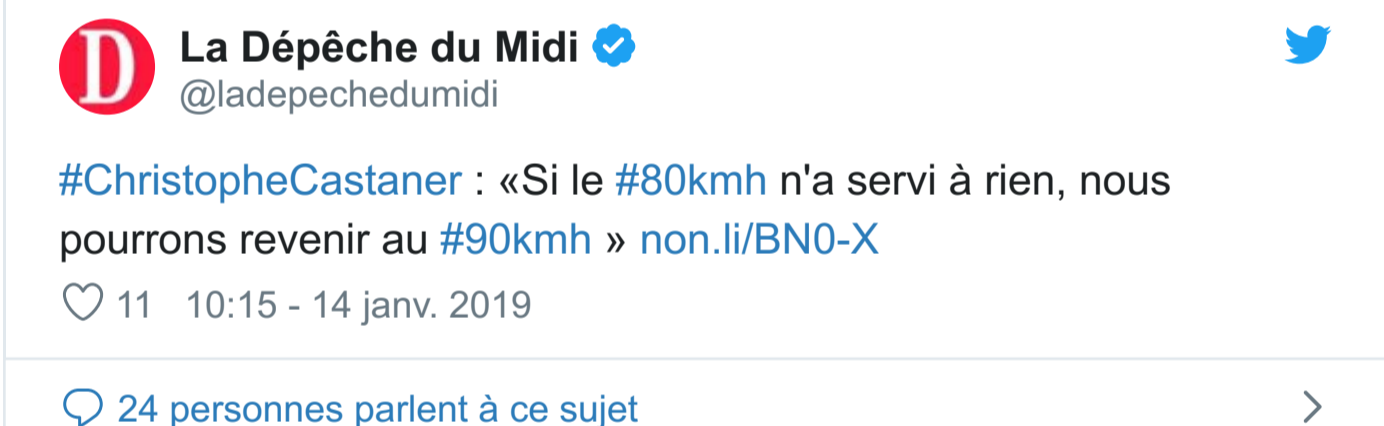 D
La Dépêche du Midi
@ladepechedumidi
#ChristopheCastaner : «Si le #80kmh n'a servi à rien, nous
pourrons revenir au #90kmh » non.li/BN0-X
11 10:15 - 14 janv. 2019
24 personnes parlent à ce sujet